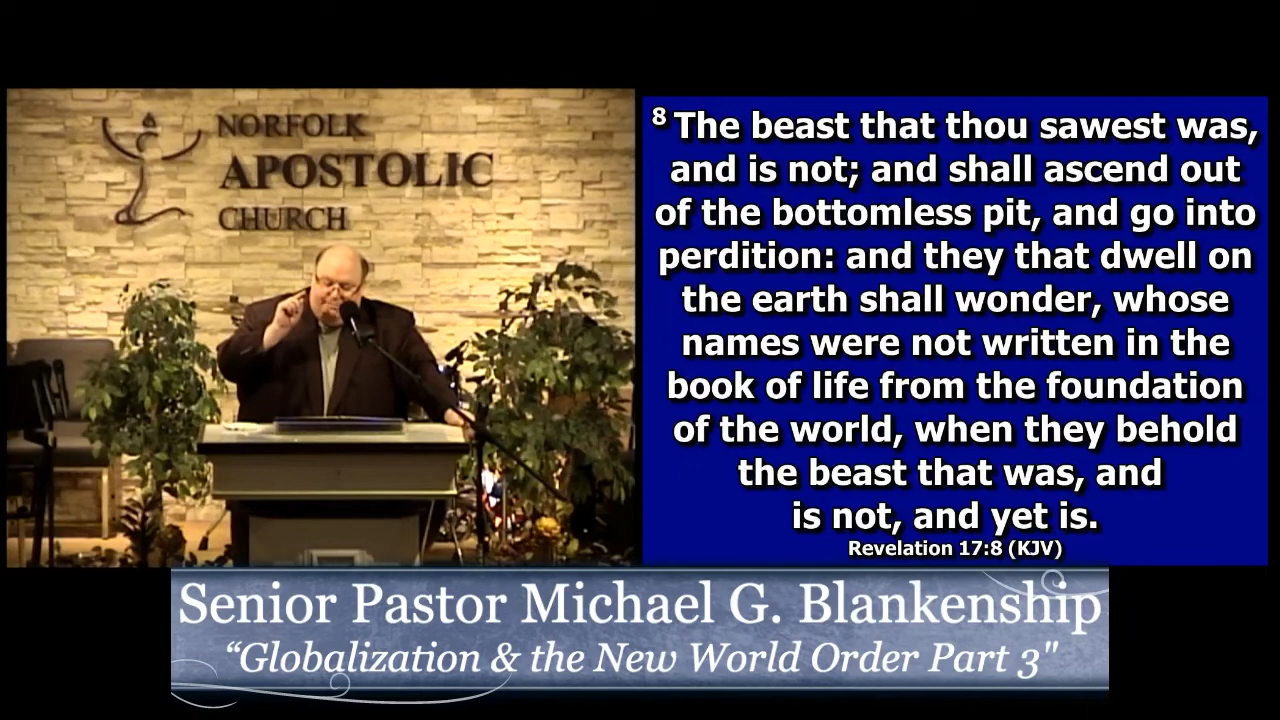 NORFOLK
APOSTOLIC
CHURCH
8 The beast that thou sawest was,
and is not; and shall ascend out
of the bottomless pit, and go into
perdition: and they that dwell on
the earth shall wonder, whose
names were not written in the
book of life from the foundation
of the world, when they behold
the beast that was, and
is not, and yet is.
Revelation 17:8 (KJV)
Senior Pastor Michael G. Blankenship
“Globalization & the New World Order Part 3"